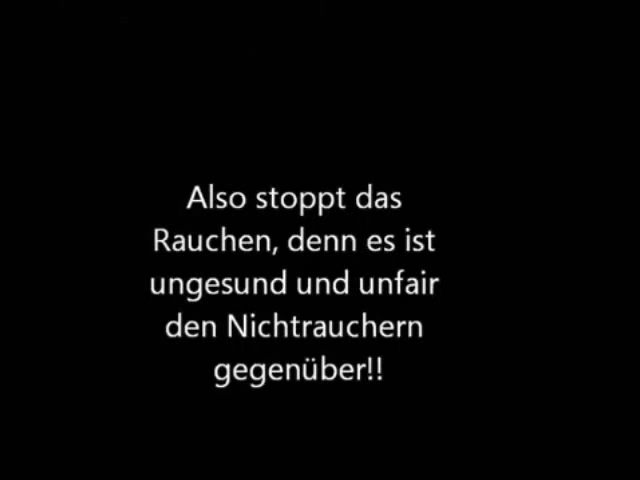 Also stoppt das
Rauchen, denn es ist
ungesund und unfair
den Nichtrauchern
gegenüber!!